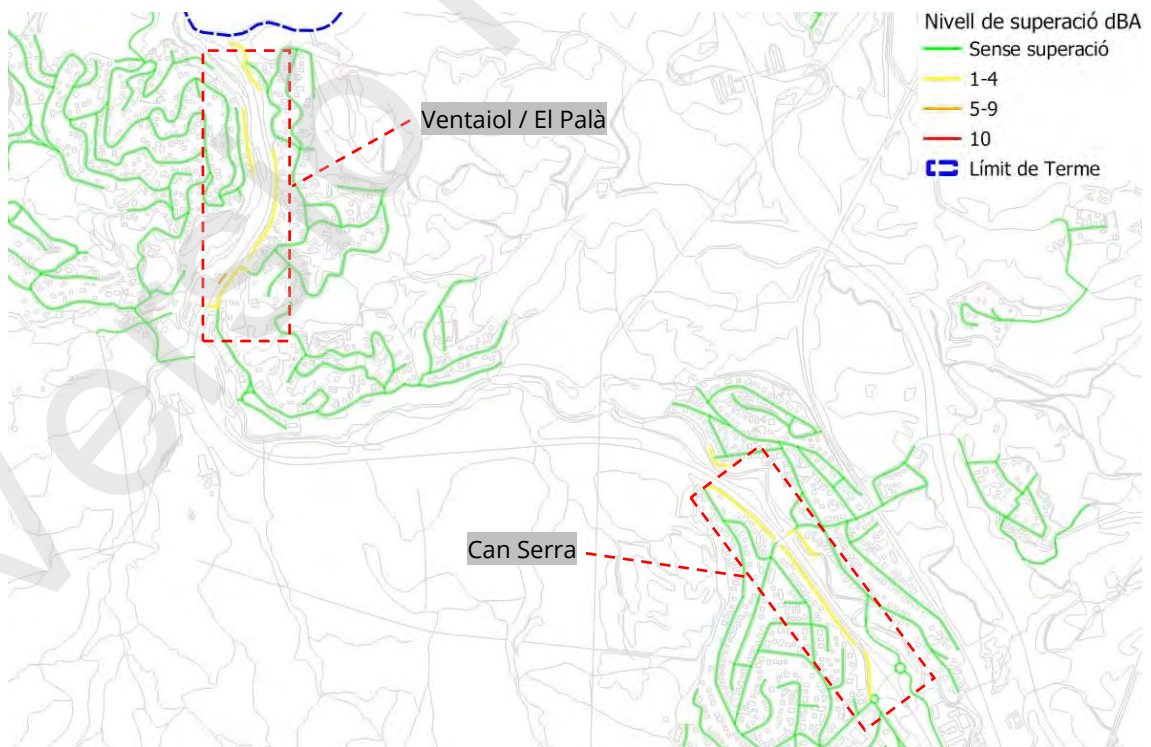 Nivell de superació dBA
Sense superació
1-4
5-9
10
Límit de Terme
Ventaiol / El Palà
Can Serra